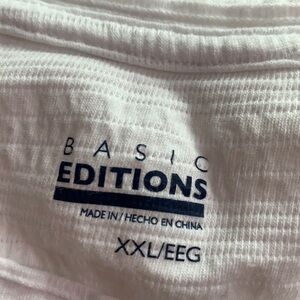 BASIC
EDITIONS
MADE IN / HECHO EN CHINA
XXL/EEG